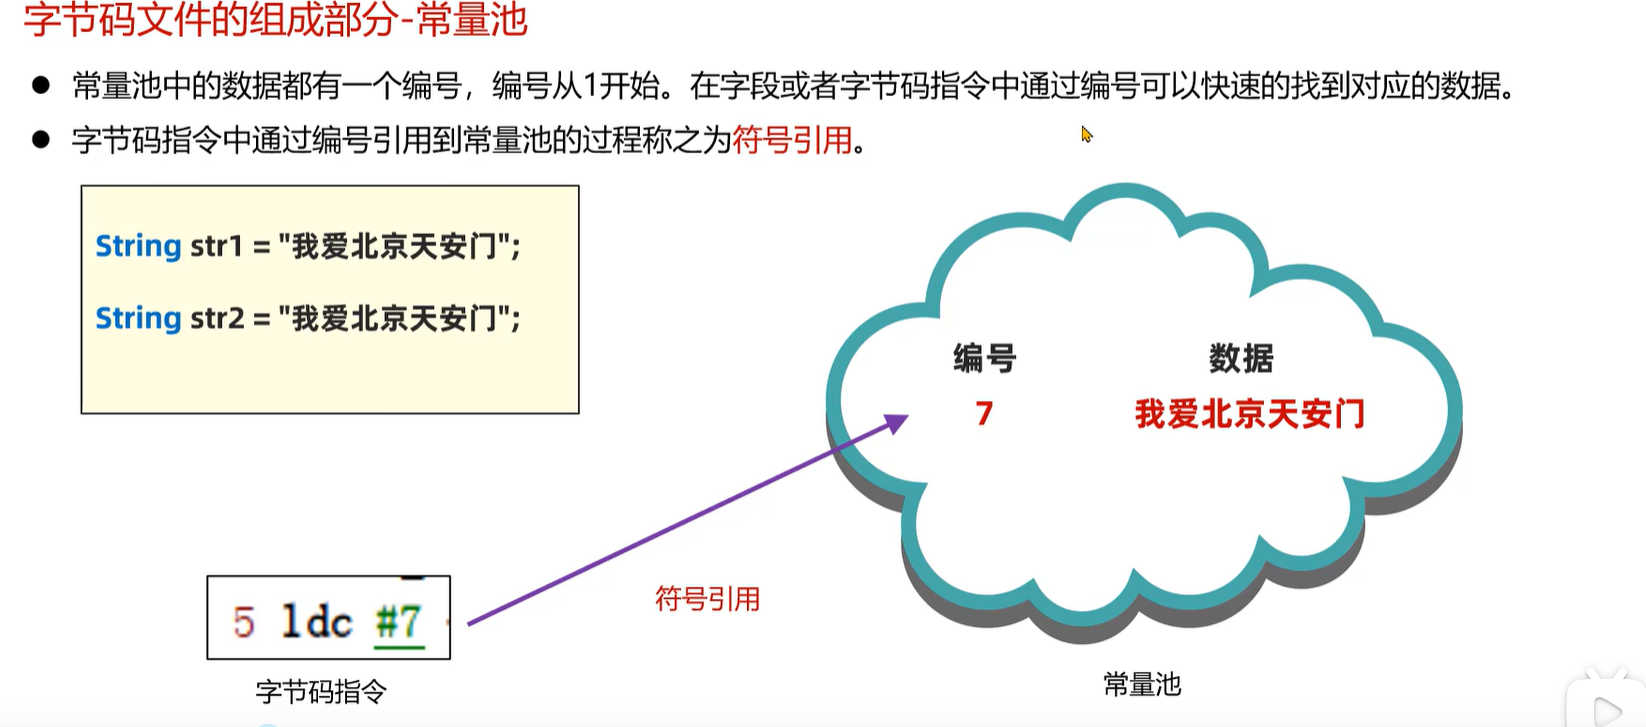 字节码文件的组成部分-常量池
● 常量池中的数据都有一个编号，编号从1开始。在字段或者字节码指令中通过编号可以快速的找到对应的数据。
● 字节码指令中通过编号引用到常量池的过程称之为符号引用。
String str1 = "我爱北京天安门";
String str2 = "我爱北京天安门";
编号 数据
7 我爱北京天安门
5 ldc #7
符号引用
字节码指令
常量池